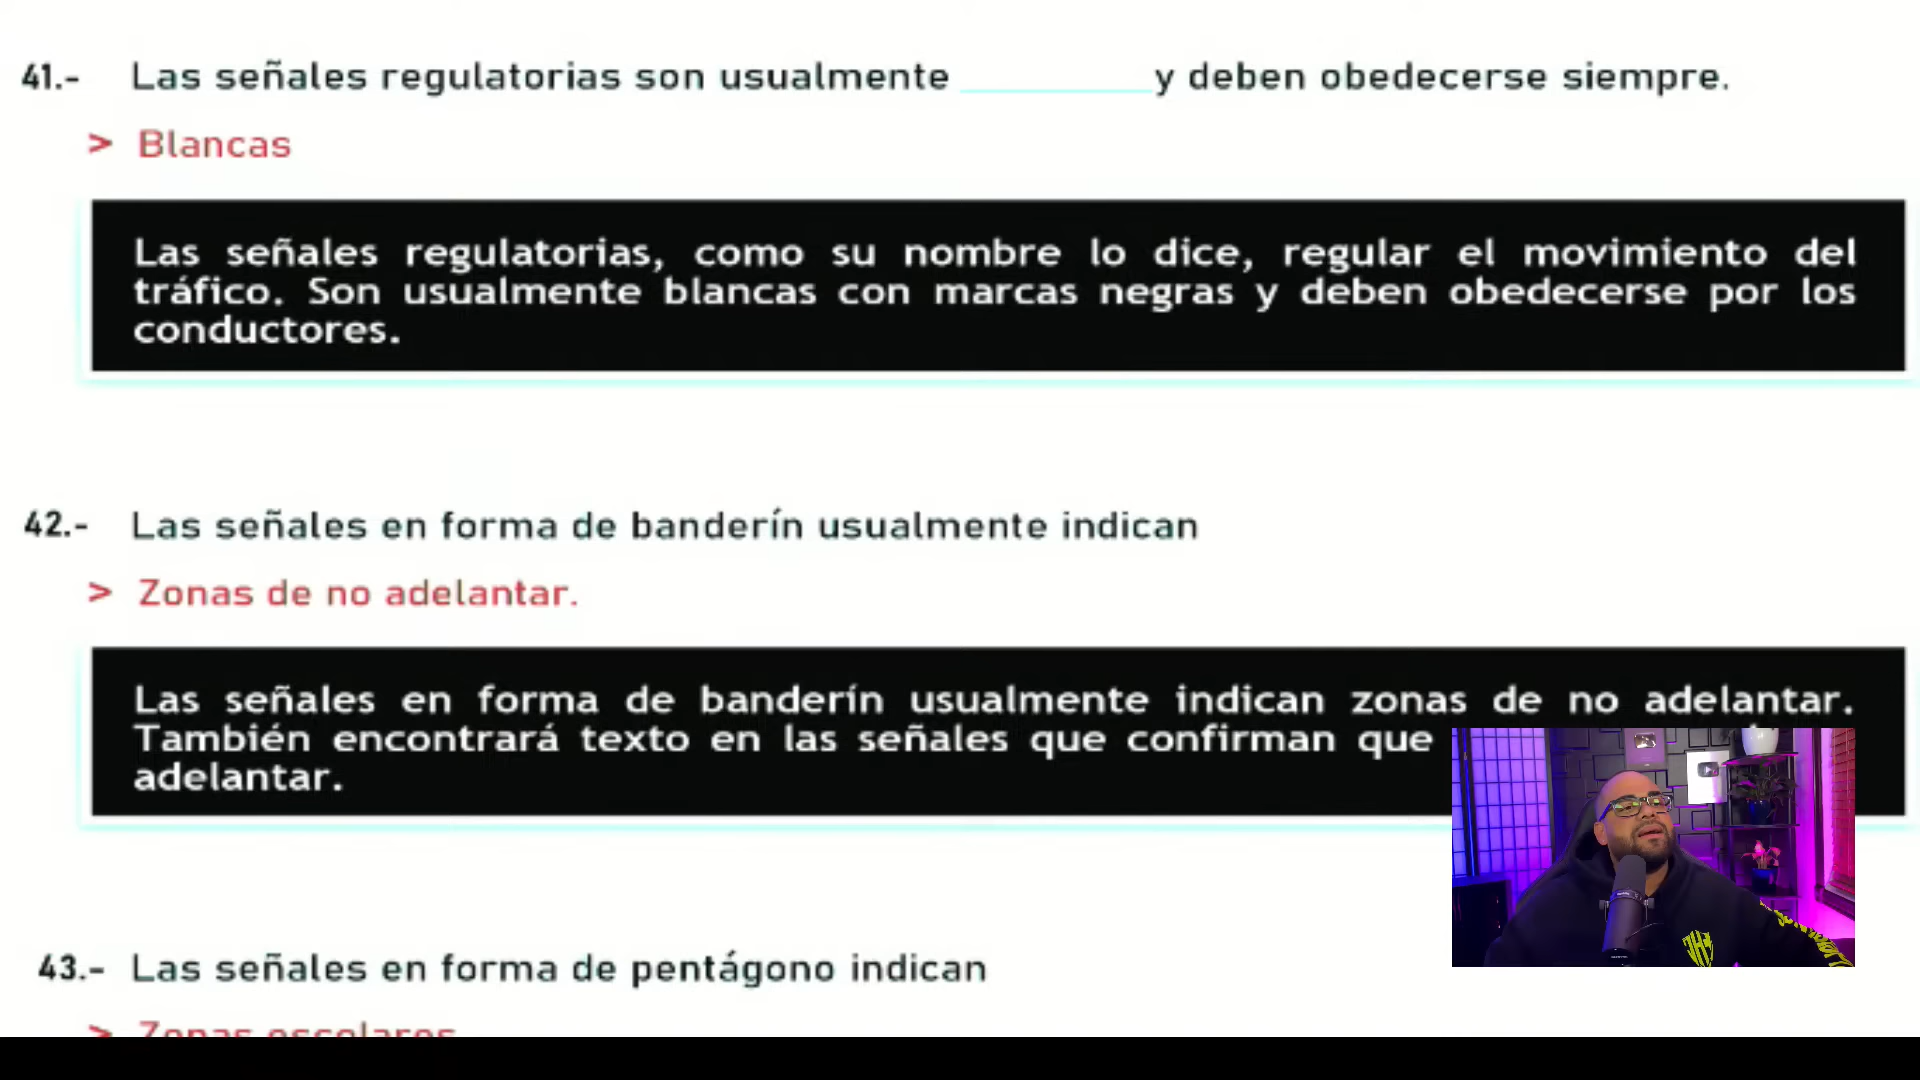 41.- Las señales regulatorias son usualmente __________ y deben obedecerse siempre.
> Blancas
Las señales regulatorias, como su nombre lo dice, regular el movimiento del
tráfico. Son usualmente blancas con marcas negras y deben obedecerse por los
conductores.
42.- Las señales en forma de banderín usualmente indican
> Zonas de no adelantar.
Las señales en forma de banderín usualmente indican zonas de no adelantar.
También encontrará texto en las señales que confirman que
adelantar.
43.- Las señales en forma de pentágono indican
> Zonas escolares